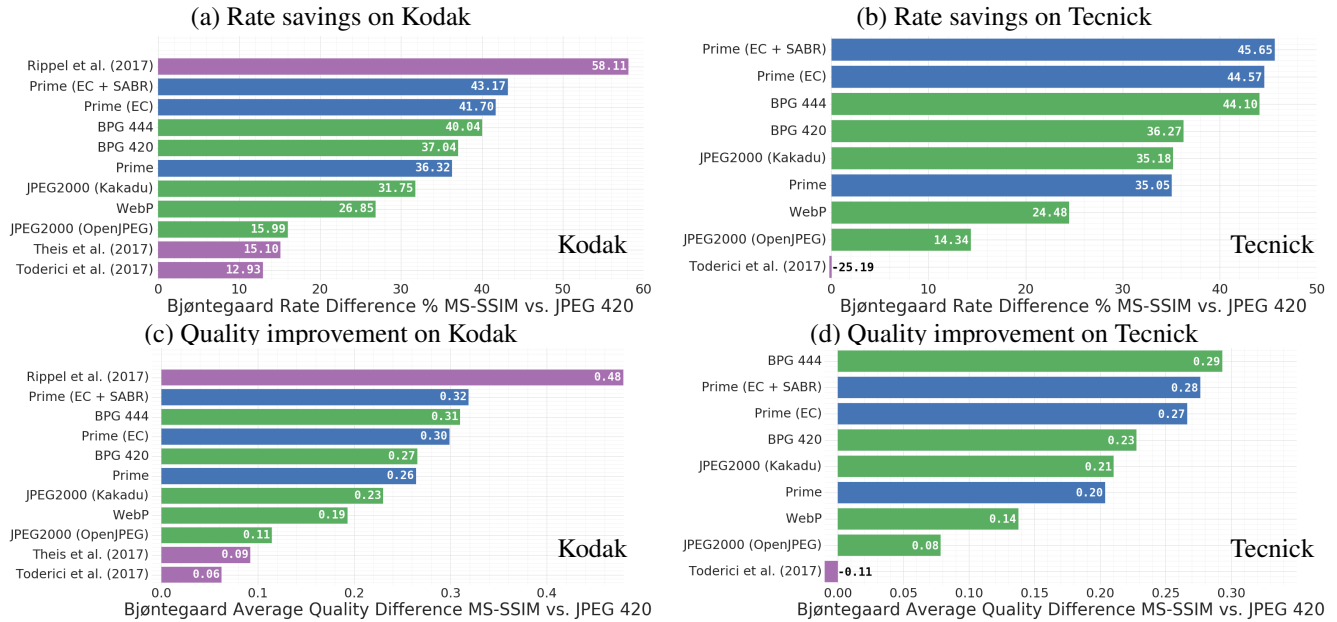 (a) Rate savings on Kodak
Rippel et al. (2017) 58.11
Prime (EC + SABR) 43.17
Prime (EC) 41.70
BPG 444 40.04
BPG 420 37.04
Prime 36.32
JPEG2000 (Kakadu) 31.75
WebP 26.85
JPEG2000 (OpenJPEG) 15.99
Theis et al. (2017) 15.10
Toderici et al. (2017) 12.93
Kodak
0 10 20 30 40 50 60
Bjøntegaard Rate Difference % MS-SSIM vs. JPEG 420
(b) Rate savings on Tecnick
Prime (EC + SABR) 45.65
Prime (EC) 44.57
BPG 444 44.10
BPG 420 36.27
JPEG2000 (Kakadu) 35.18
Prime 35.05
WebP 24.48
JPEG2000 (OpenJPEG) 14.34
Toderici et al. (2017) -25.19
Tecnick
0 10 20 30 40 50
Bjøntegaard Rate Difference % MS-SSIM vs. JPEG 420
(c) Quality improvement on Kodak
Rippel et al. (2017) 0.48
Prime (EC + SABR) 0.32
BPG 444 0.31
Prime (EC) 0.30
BPG 420 0.27
Prime 0.26
JPEG2000 (Kakadu) 0.23
WebP 0.19
JPEG2000 (OpenJPEG) 0.11
Theis et al. (2017) 0.09
Toderici et al. (2017) 0.06
Kodak
0.0 0.1 0.2 0.3 0.4
Bjøntegaard Average Quality Difference MS-SSIM vs. JPEG 420
(d) Quality improvement on Tecnick
BPG 444 0.29
Prime (EC + SABR) 0.28
Prime (EC) 0.27
BPG 420 0.23
JPEG2000 (Kakadu) 0.21
Prime 0.20
WebP 0.14
JPEG2000 (OpenJPEG) 0.08
Toderici et al. (2017) -0.11
Tecnick
0.00 0.05 0.10 0.15 0.20 0.25 0.30
Bjøntegaard Average Quality Difference MS-SSIM vs. JPEG 420